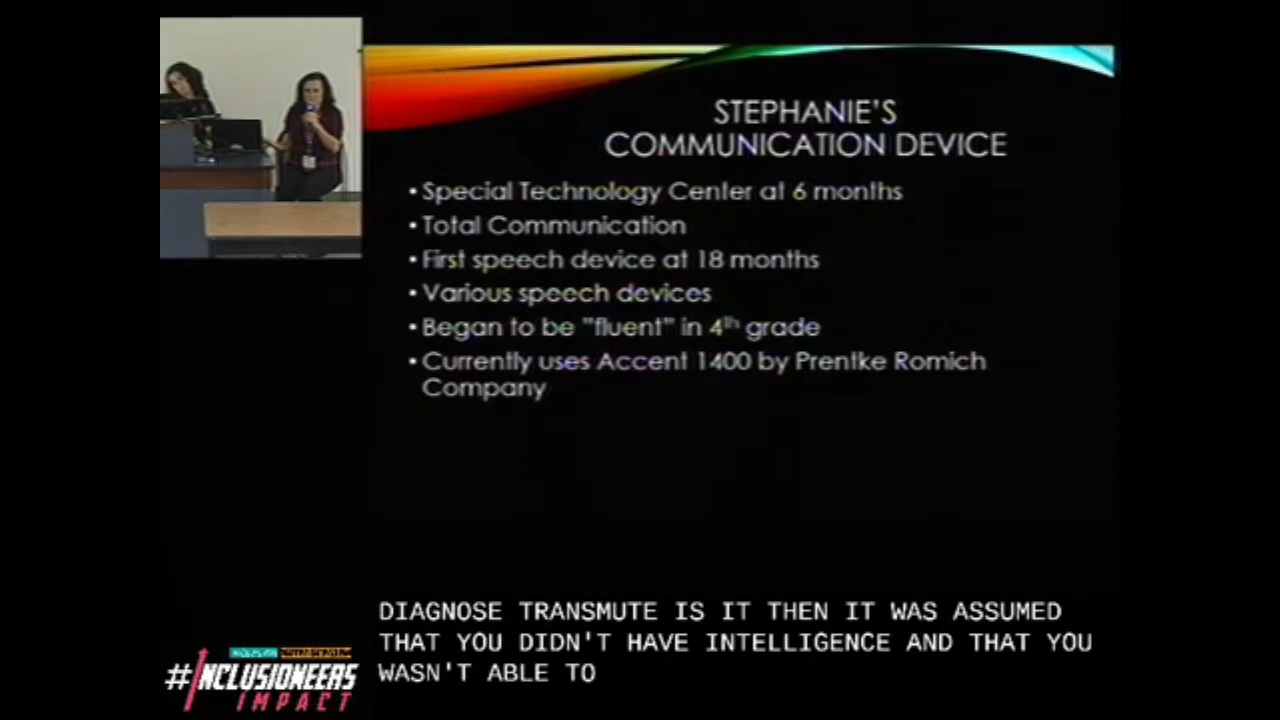 STEPHANIE'S
COMMUNICATION DEVICE
• Special Technology Center at 6 months
• Total Communication
• First speech device at 18 months
• Various speech devices
• Began to be "fluent" in 4th grade
• Currently uses Accent 1400 by Prentke Romich
Company
DIAGNOSE TRANSMUTE IS IT THEN IT WAS ASSUMED
THAT YOU DIDN'T HAVE INTELLIGENCE AND THAT YOU
WASN'T ABLE TO
#INCLUSIONEERS
IMPACT